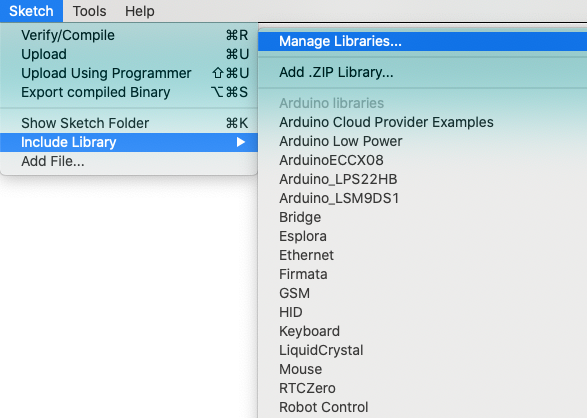 Sketch Tools Help
Verify/Compile ⌘R
Upload ⌘U
Upload Using Programmer ⇧⌘U
Export compiled Binary ⌥⌘S
Show Sketch Folder ⌘K
Include Library ▶
Add File...
Manage Libraries...
Add .ZIP Library...
Arduino libraries
Arduino Cloud Provider Examples
Arduino Low Power
ArduinoECCX08
Arduino_LPS22HB
Arduino_LSM9DS1
Bridge
Esplora
Ethernet
Firmata
GSM
HID
Keyboard
LiquidCrystal
Mouse
RTCZero
Robot Control